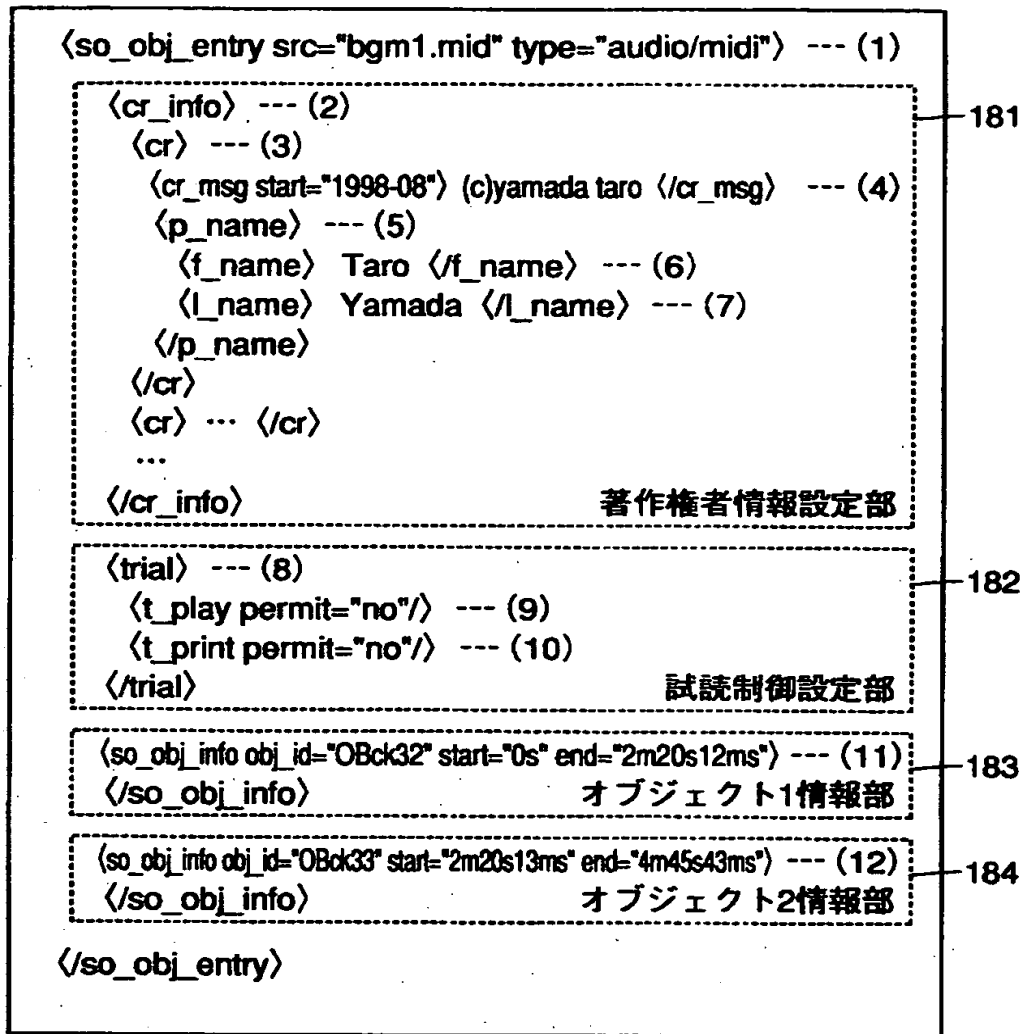 〈so_obj_entry src="bgm1.mid" type="audio/midi"〉 --- (1)
〈cr_info〉 --- (2)
181
〈cr〉 --- (3)
〈cr_msg start="1998-08"〉 (c)yamada taro 〈/cr_msg〉 --- (4)
〈p_name〉 --- (5)
〈f_name〉 Taro 〈/f_name〉 --- (6)
〈l_name〉 Yamada 〈/l_name〉 --- (7)
〈/p_name〉
〈/cr〉
〈cr〉 … 〈/cr〉
…
〈/cr_info〉 著作権者情報設定部
〈trial〉 --- (8)
182
〈t_play permit="no"/〉 --- (9)
〈t_print permit="no"/〉 --- (10)
〈/trial〉 試読制御設定部
〈so_obj_info obj_id="OBck32" start="0s" end="2m20s12ms"〉 --- (11)
183
〈/so_obj_info〉 オブジェクト1情報部
〈so_obj_info obj_id="OBck33" start="2m20s13ms" end="4m45s43ms"〉 --- (12)
184
〈/so_obj_info〉 オブジェクト2情報部
〈/so_obj_entry〉